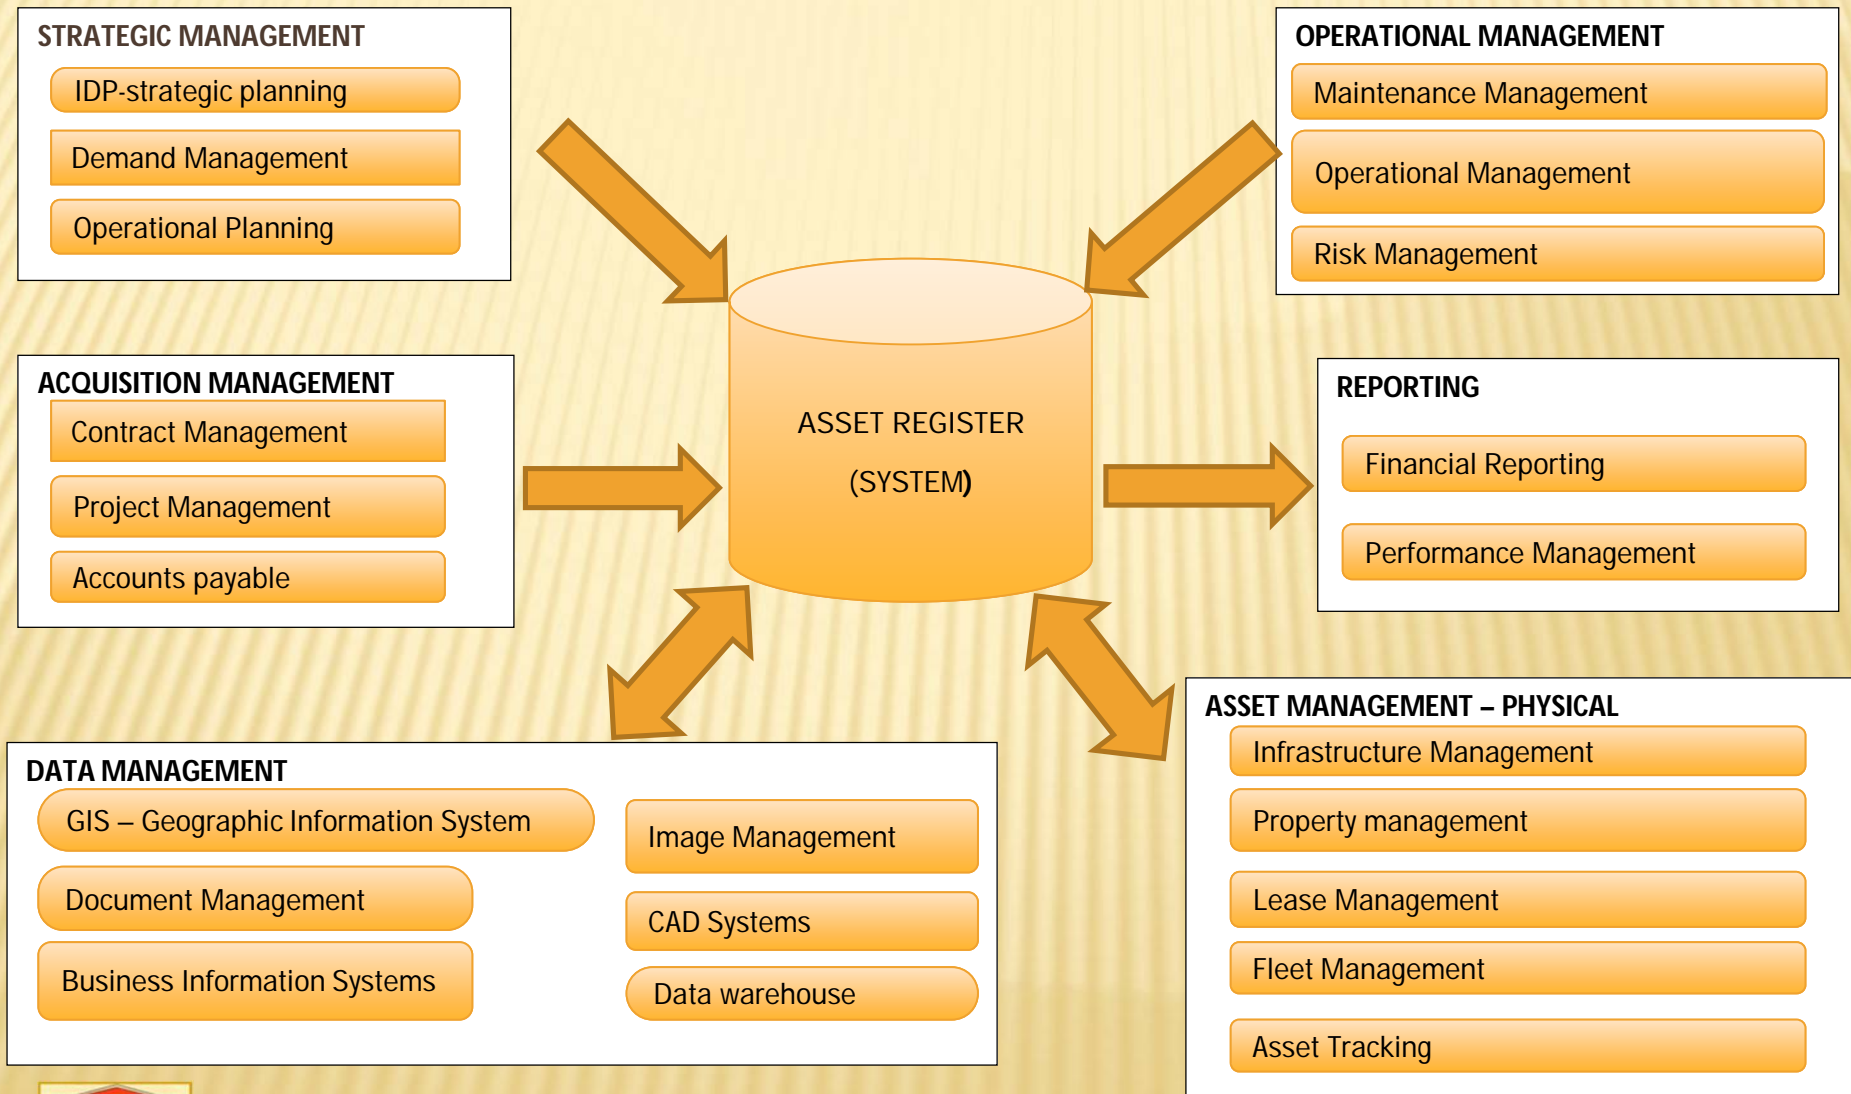 STRATEGIC MANAGEMENT
IDP-strategic planning
Demand Management
Operational Planning
OPERATIONAL MANAGEMENT
Maintenance Management
Operational Management
Risk Management
ACQUISITION MANAGEMENT
Contract Management
Project Management
Accounts payable
ASSET REGISTER
(SYSTEM)
REPORTING
Financial Reporting
Performance Management
DATA MANAGEMENT
GIS – Geographic Information System
Document Management
Business Information Systems
Image Management
CAD Systems
Data warehouse
ASSET MANAGEMENT – PHYSICAL
Infrastructure Management
Property management
Lease Management
Fleet Management
Asset Tracking